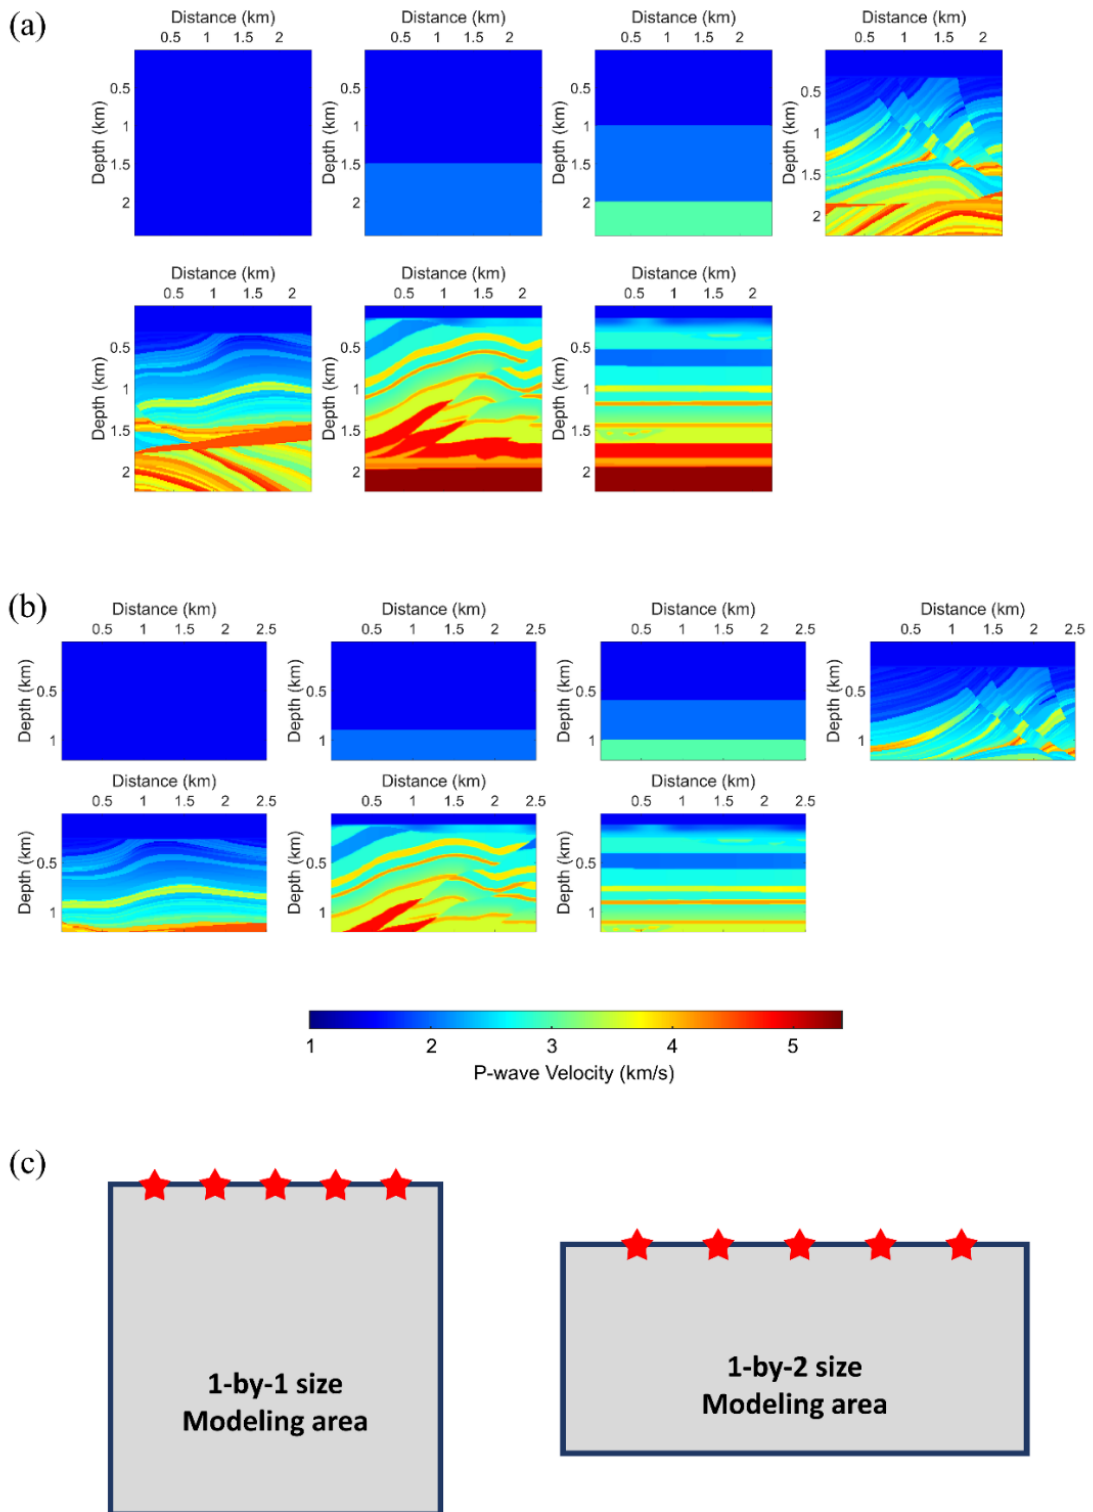 (a)
Distance (km) Distance (km) Distance (km) Distance (km)
0.5 1 1.5 2 0.5 1 1.5 2 0.5 1 1.5 2 0.5 1 1.5 2
Depth (km) 0.5 1 1.5 2 Depth (km) 0.5 1 1.5 2 Depth (km) 0.5 1 1.5 2 Depth (km) 0.5 1 1.5 2
Distance (km) Distance (km) Distance (km)
0.5 1 1.5 2 0.5 1 1.5 2 0.5 1 1.5 2
Depth (km) 0.5 1 1.5 2 Depth (km) 0.5 1 1.5 2 Depth (km) 0.5 1 1.5 2
(b)
Distance (km) Distance (km) Distance (km) Distance (km)
0.5 1 1.5 2 2.5 0.5 1 1.5 2 2.5 0.5 1 1.5 2 2.5 0.5 1 1.5 2 2.5
Depth (km) 0.5 1 Depth (km) 0.5 1 Depth (km) 0.5 1 Depth (km) 0.5 1
Distance (km) Distance (km) Distance (km)
0.5 1 1.5 2 2.5 0.5 1 1.5 2 2.5 0.5 1 1.5 2 2.5
Depth (km) 0.5 1 Depth (km) 0.5 1 Depth (km) 0.5 1
1 2 3 4 5
P-wave Velocity (km/s)
(c)
1-by-1 size
Modeling area
1-by-2 size
Modeling area